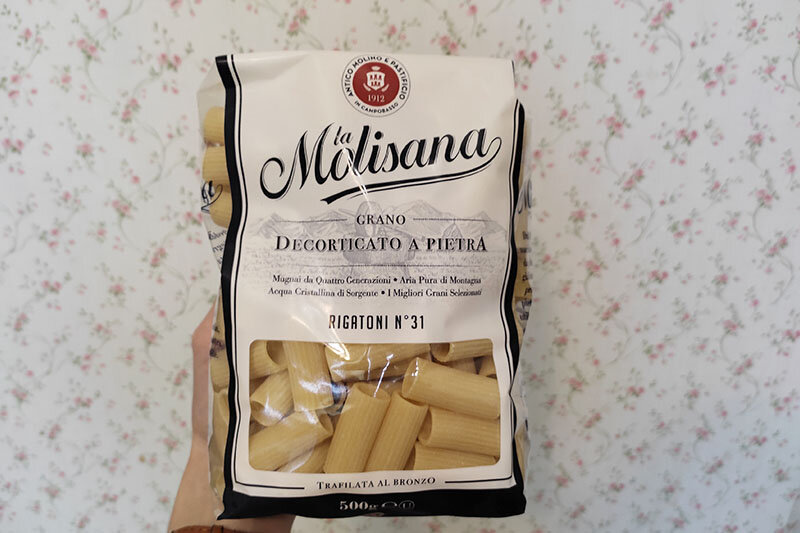 ANTICO MOLINO E PASTIFICIO
1912
IN CAMPOBASSO
la
Molisana
GRANO
DECORTICATO A PIETRA
Mugnai da Quattro Generazioni • Aria Pura di Montagna
Acqua Cristallina di Sorgente • I Migliori Grani Selezionati
RIGATONI N°31
TRAFILATA AL BRONZO
500g e